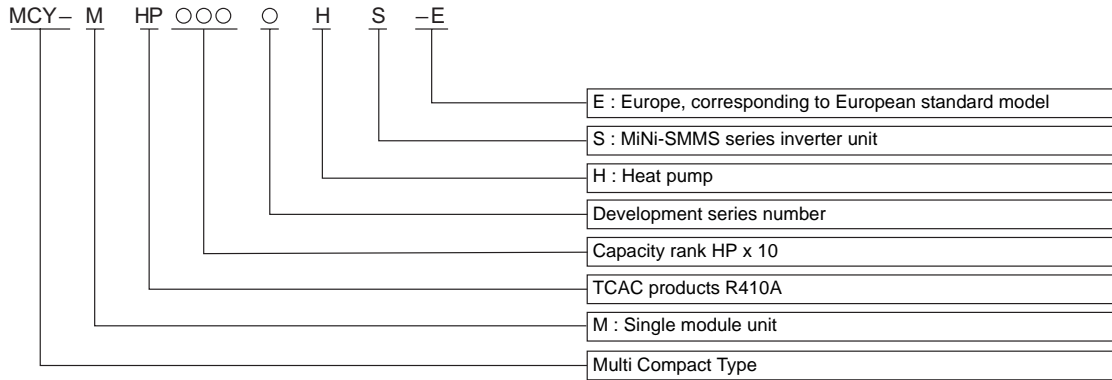 MCY– M HP ○○○ ○ H S –E
E : Europe, corresponding to European standard model
S : MiNi-SMMS series inverter unit
H : Heat pump
Development series number
Capacity rank HP x 10
TCAC products R410A
M : Single module unit
Multi Compact Type